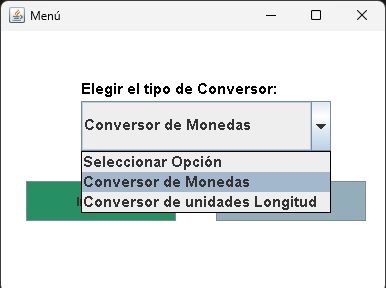 Menú
Elegir el tipo de Conversor:
Conversor de Monedas
Seleccionar Opción
Conversor de Monedas
Conversor de unidades Longitud